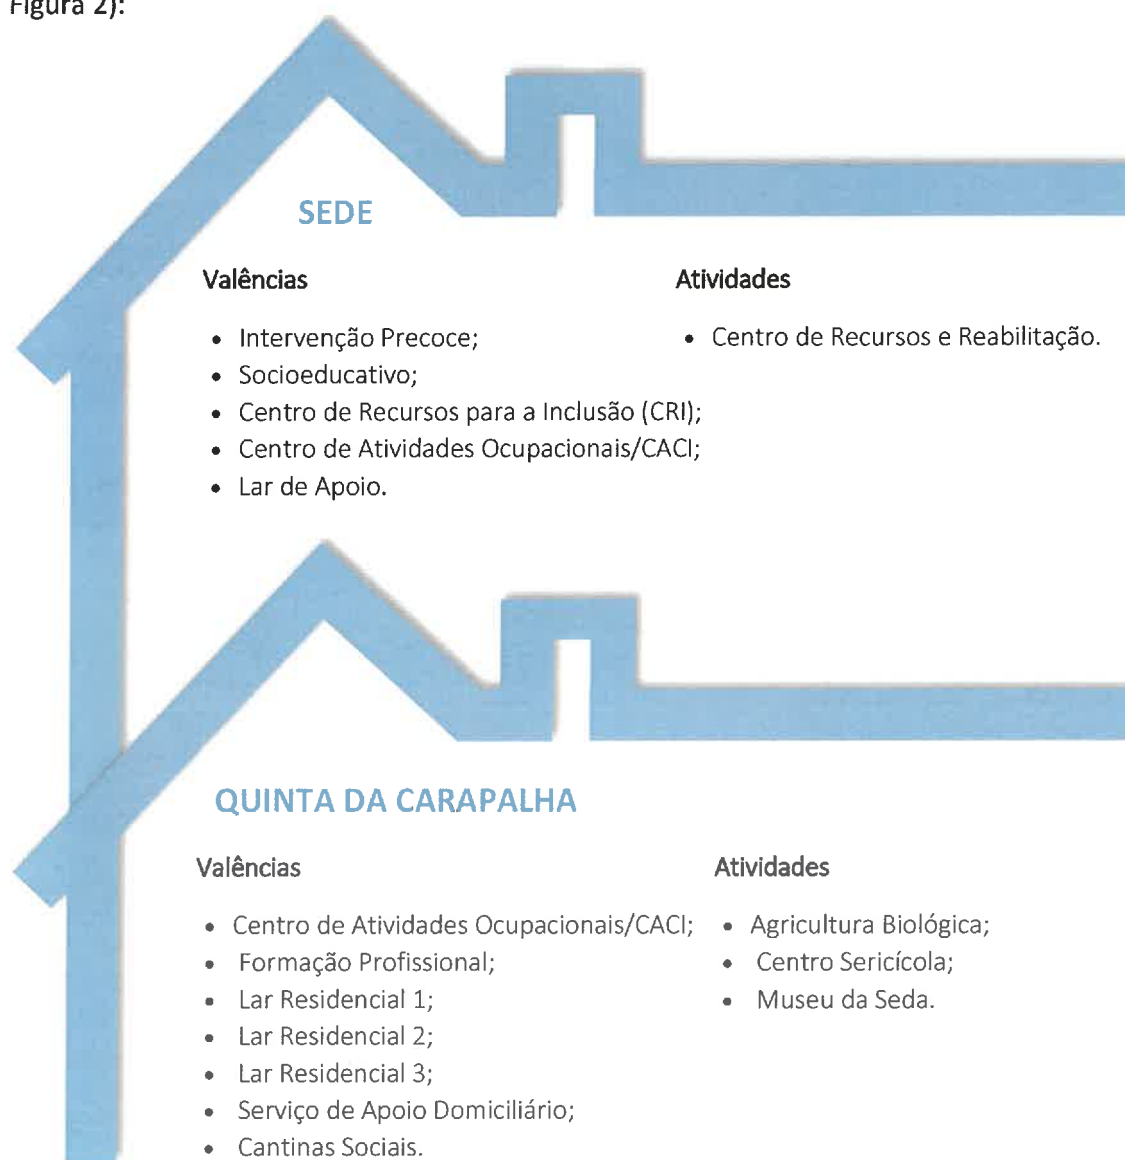 Figura 2):
SEDE
Valências
• Intervenção Precoce;
• Socioeducativo;
• Centro de Recursos para a Inclusão (CRI);
• Centro de Atividades Ocupacionais/CACI;
• Lar de Apoio.
Atividades
• Centro de Recursos e Reabilitação.
QUINTA DA CARAPALHA
Valências
• Centro de Atividades Ocupacionais/CACI;
• Formação Profissional;
• Lar Residencial 1;
• Lar Residencial 2;
• Lar Residencial 3;
• Serviço de Apoio Domiciliário;
• Cantinas Sociais.
Atividades
• Agricultura Biológica;
• Centro Sericícola;
• Museu da Seda.